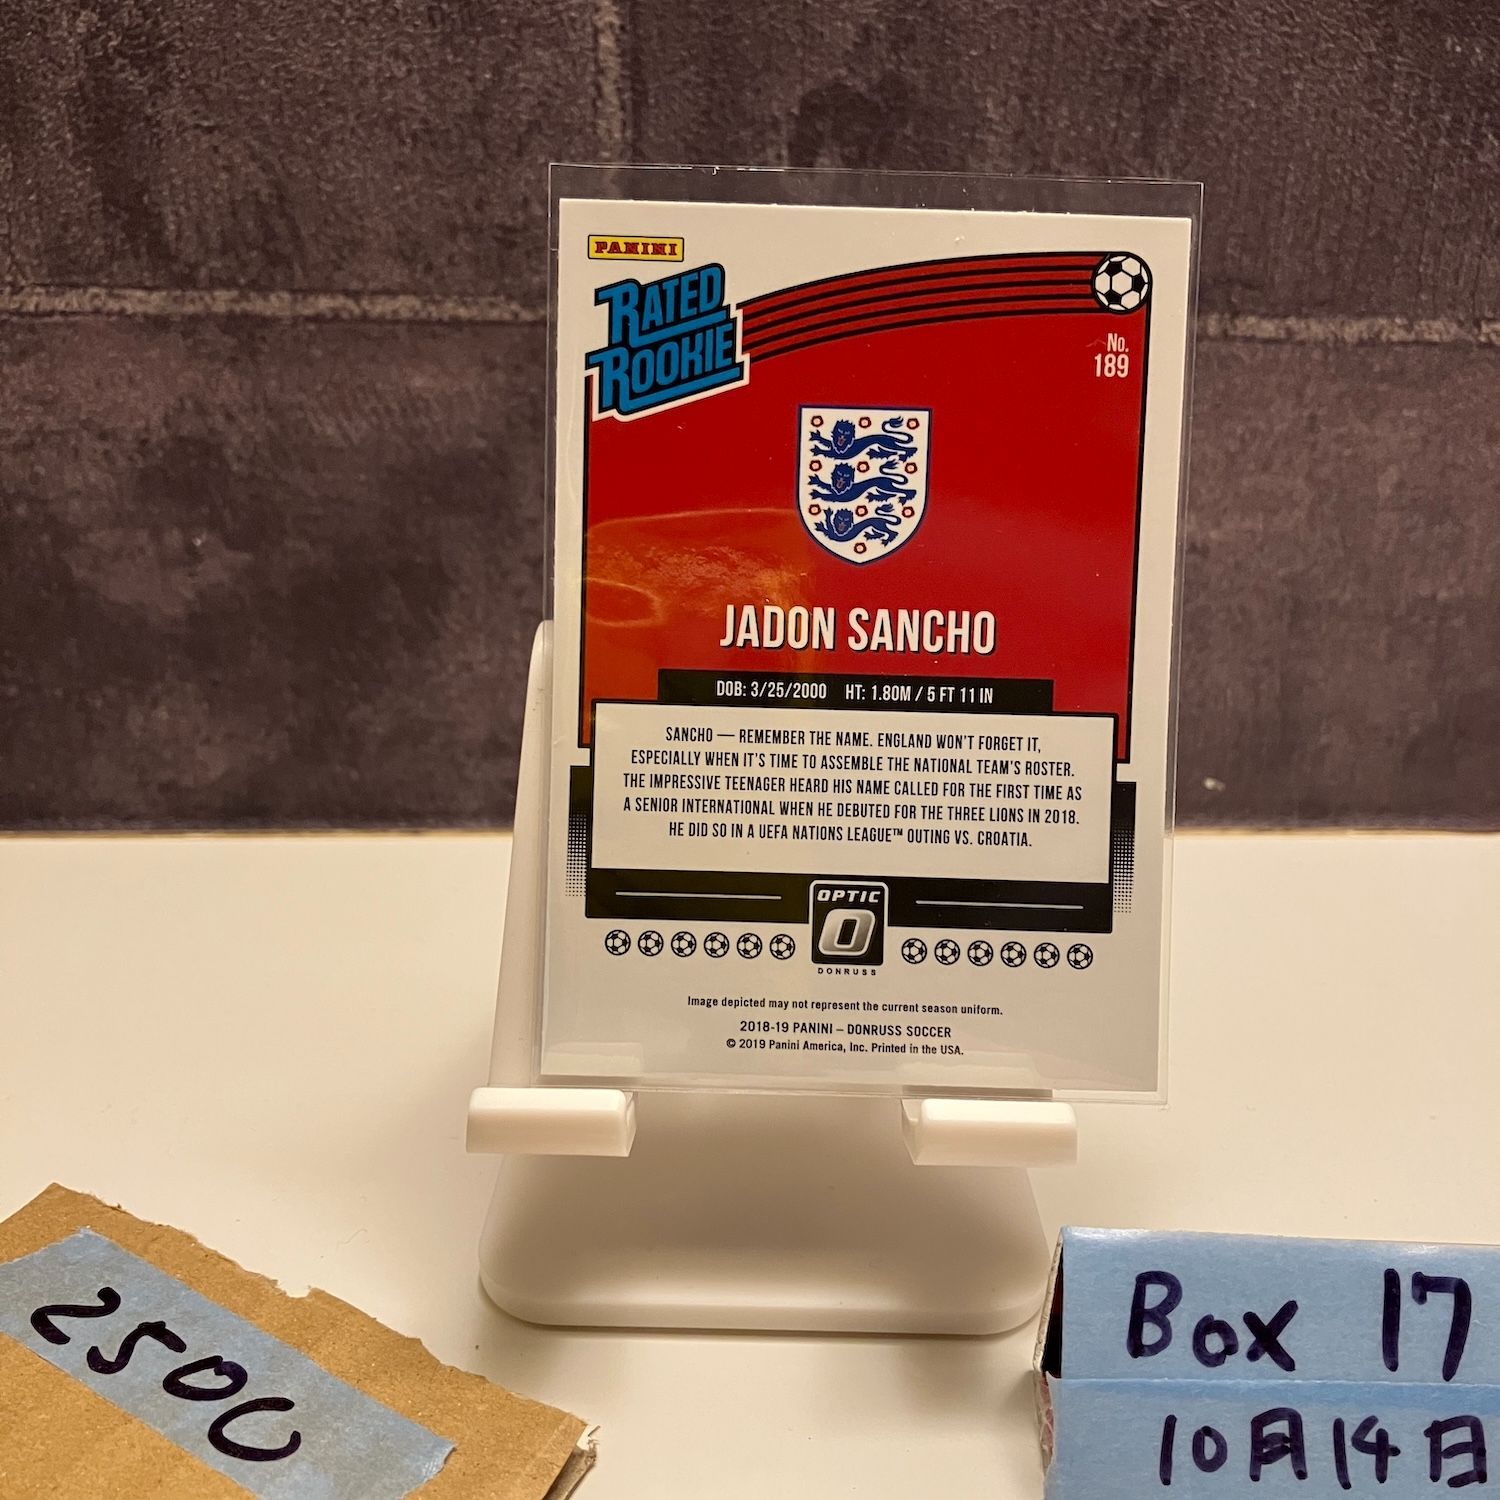 PANINI
RATED
ROOKIE
No.
189
JADON SANCHO
DOB: 3/25/2000 HT: 1.80M / 5 FT 11 IN
SANCHO — REMEMBER THE NAME. ENGLAND WON'T FORGET IT,
ESPECIALLY WHEN IT'S TIME TO ASSEMBLE THE NATIONAL TEAM'S ROSTER.
THE IMPRESSIVE TEENAGER HEARD HIS NAME CALLED FOR THE FIRST TIME AS
A SENIOR INTERNATIONAL WHEN HE DEBUTED FOR THE THREE LIONS IN 2018.
HE DID SO IN A UEFA NATIONS LEAGUE™ OUTING VS. CROATIA.
OPTIC
O
DONRUSS
Image depicted may not represent the current season uniform.
2018-19 PANINI – DONRUSS SOCCER
© 2019 Panini America, Inc. Printed in the USA.
2500
Box 17
10月14日